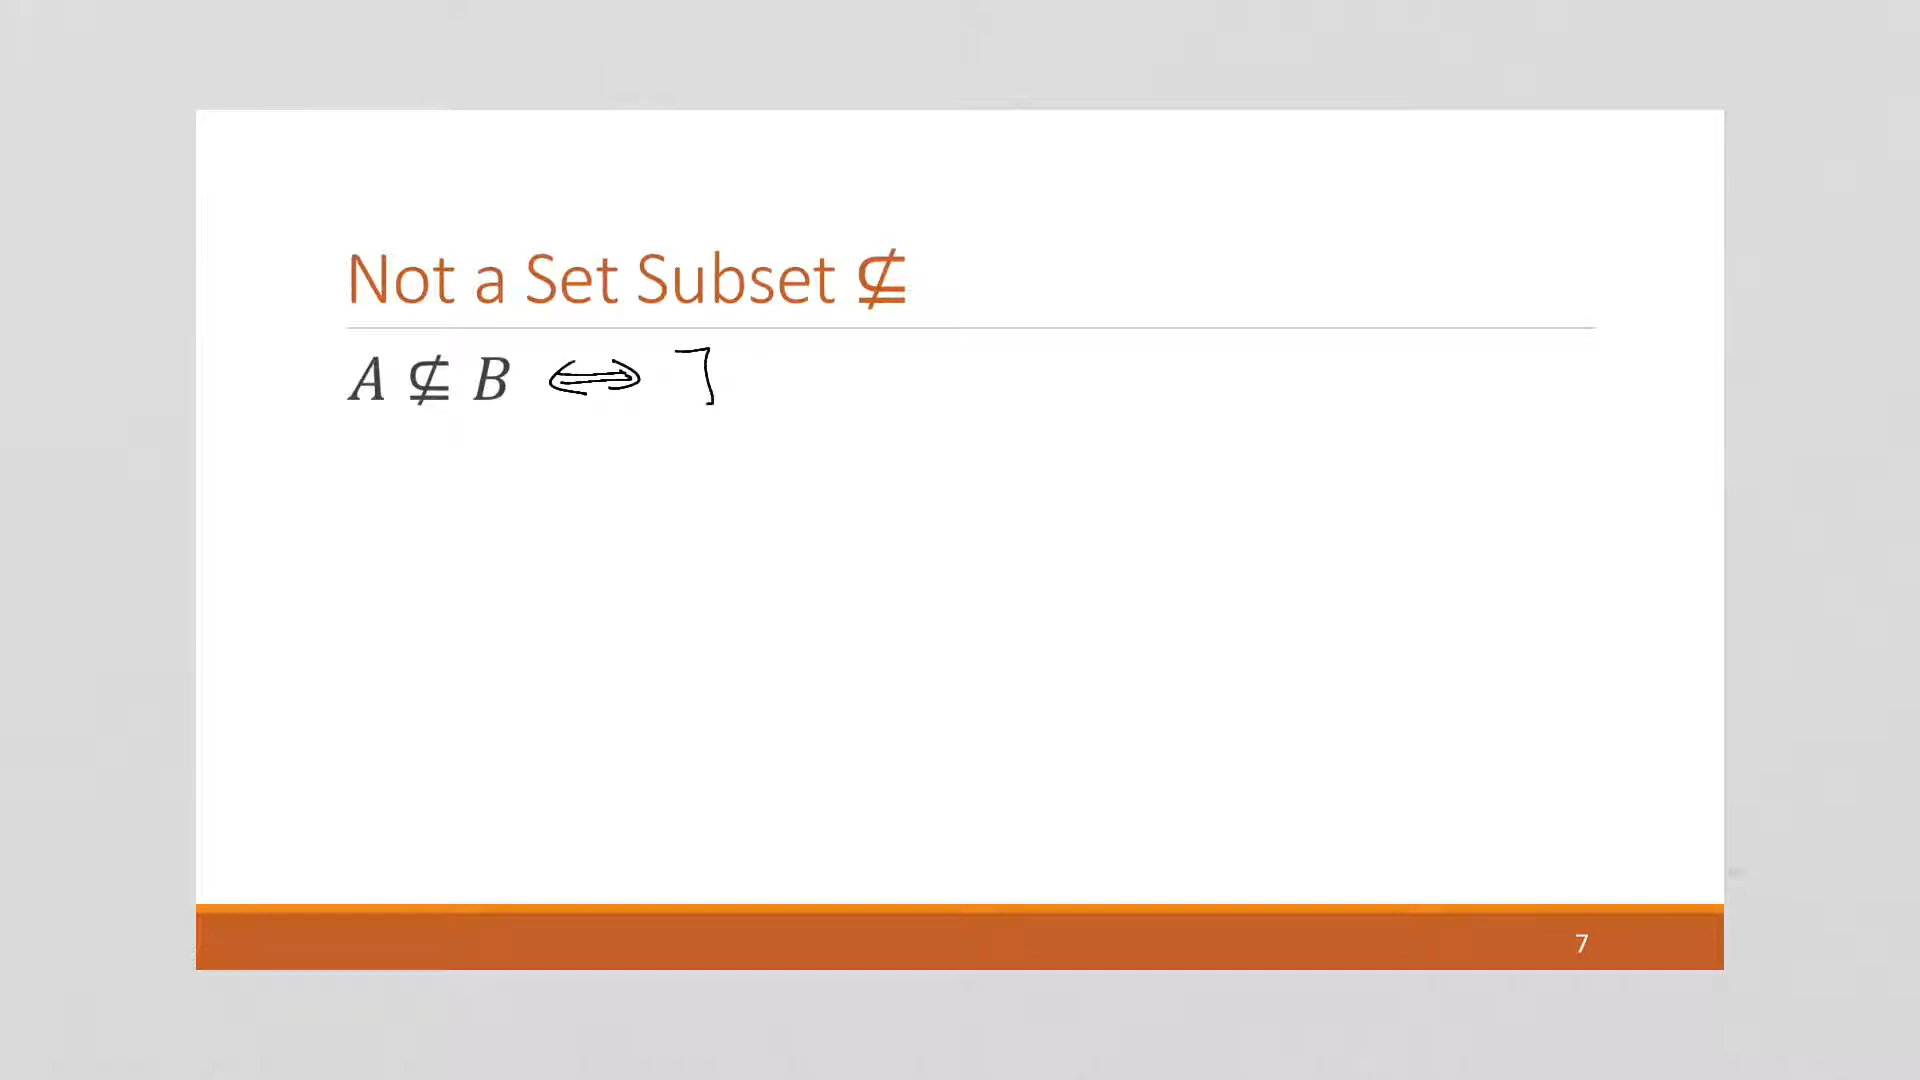 Not a Set Subset ⊈
A ⊈ B ⟺ ¬
7